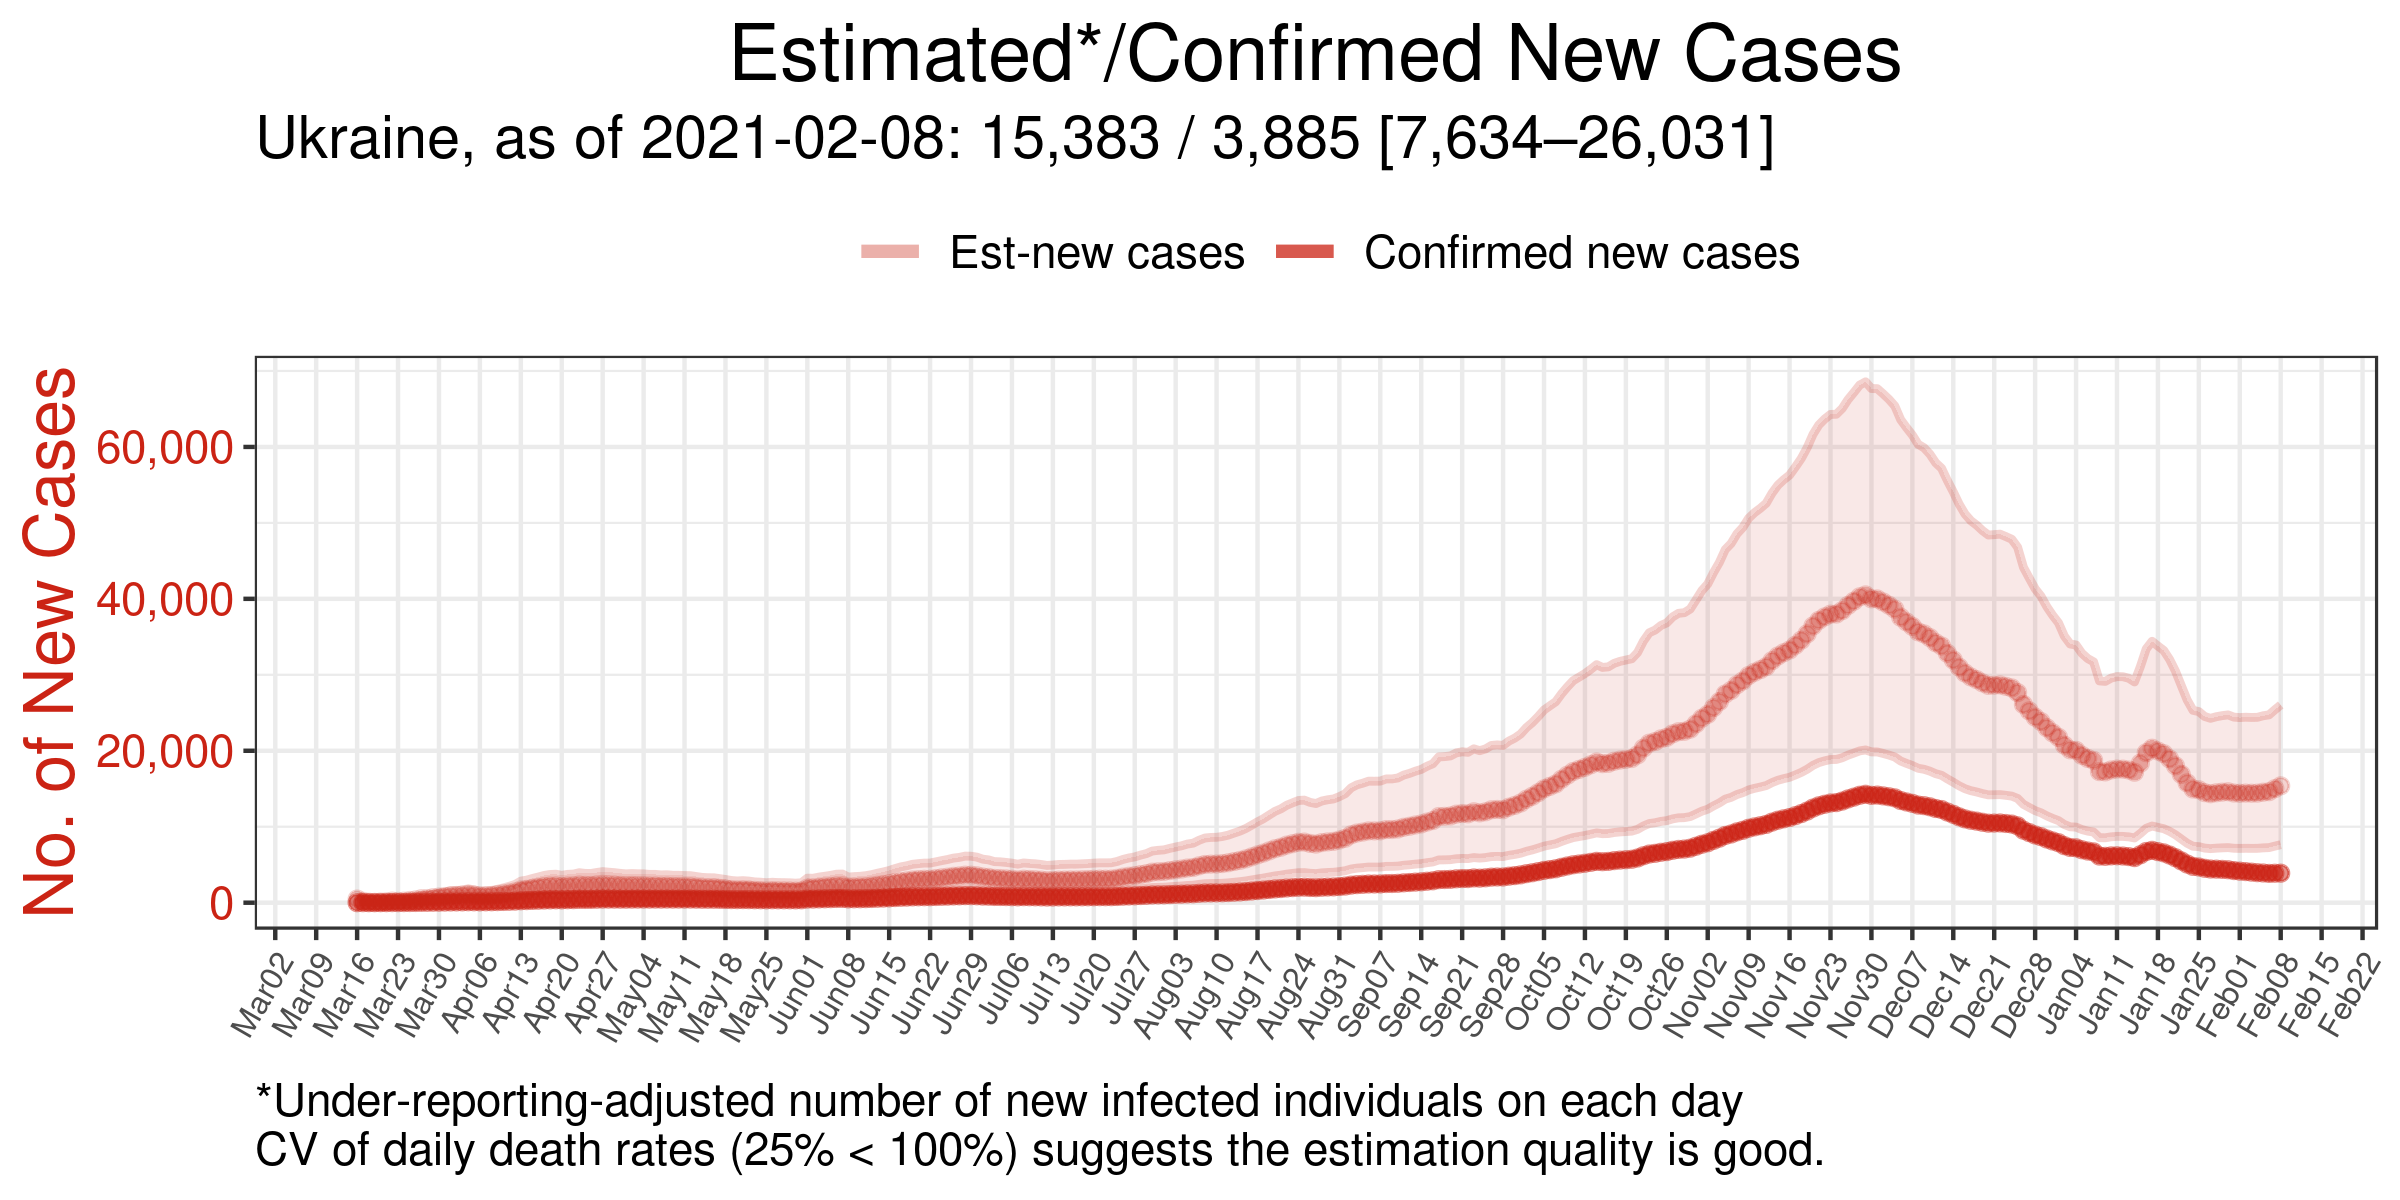 Estimated*/Confirmed New Cases
Ukraine, as of 2021-02-08: 15,383 / 3,885 [7,634–26,031]
Est-new cases Confirmed new cases
No. of New Cases
60,000
40,000
20,000
0
Mar02 Mar09 Mar16 Mar23 Mar30 Apr06 Apr13 Apr20 Apr27 May04 May11 May18 May25 Jun01 Jun08 Jun15 Jun22 Jun29 Jul06 Jul13 Jul20 Jul27 Aug03 Aug10 Aug17 Aug24 Aug31 Sep07 Sep14 Sep21 Sep28 Oct05 Oct12 Oct19 Oct26 Nov02 Nov09 Nov16 Nov23 Nov30 Dec07 Dec14 Dec21 Dec28 Jan04 Jan11 Jan18 Jan25 Feb01 Feb08 Feb15 Feb22
*Under-reporting-adjusted number of new infected individuals on each day
CV of daily death rates (25% < 100%) suggests the estimation quality is good.